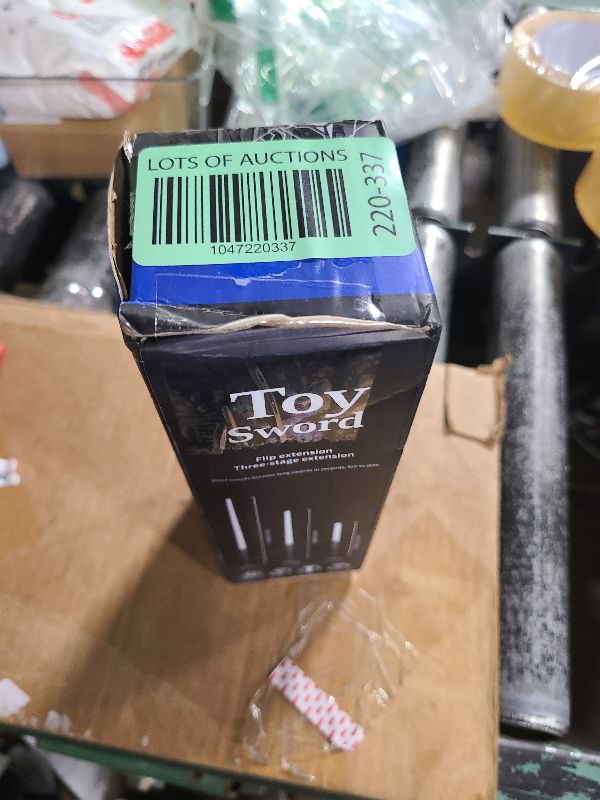 LOTS OF AUCTIONS
220-337
1047220337
Toy
Sword
Flip extension
Three-stage extension